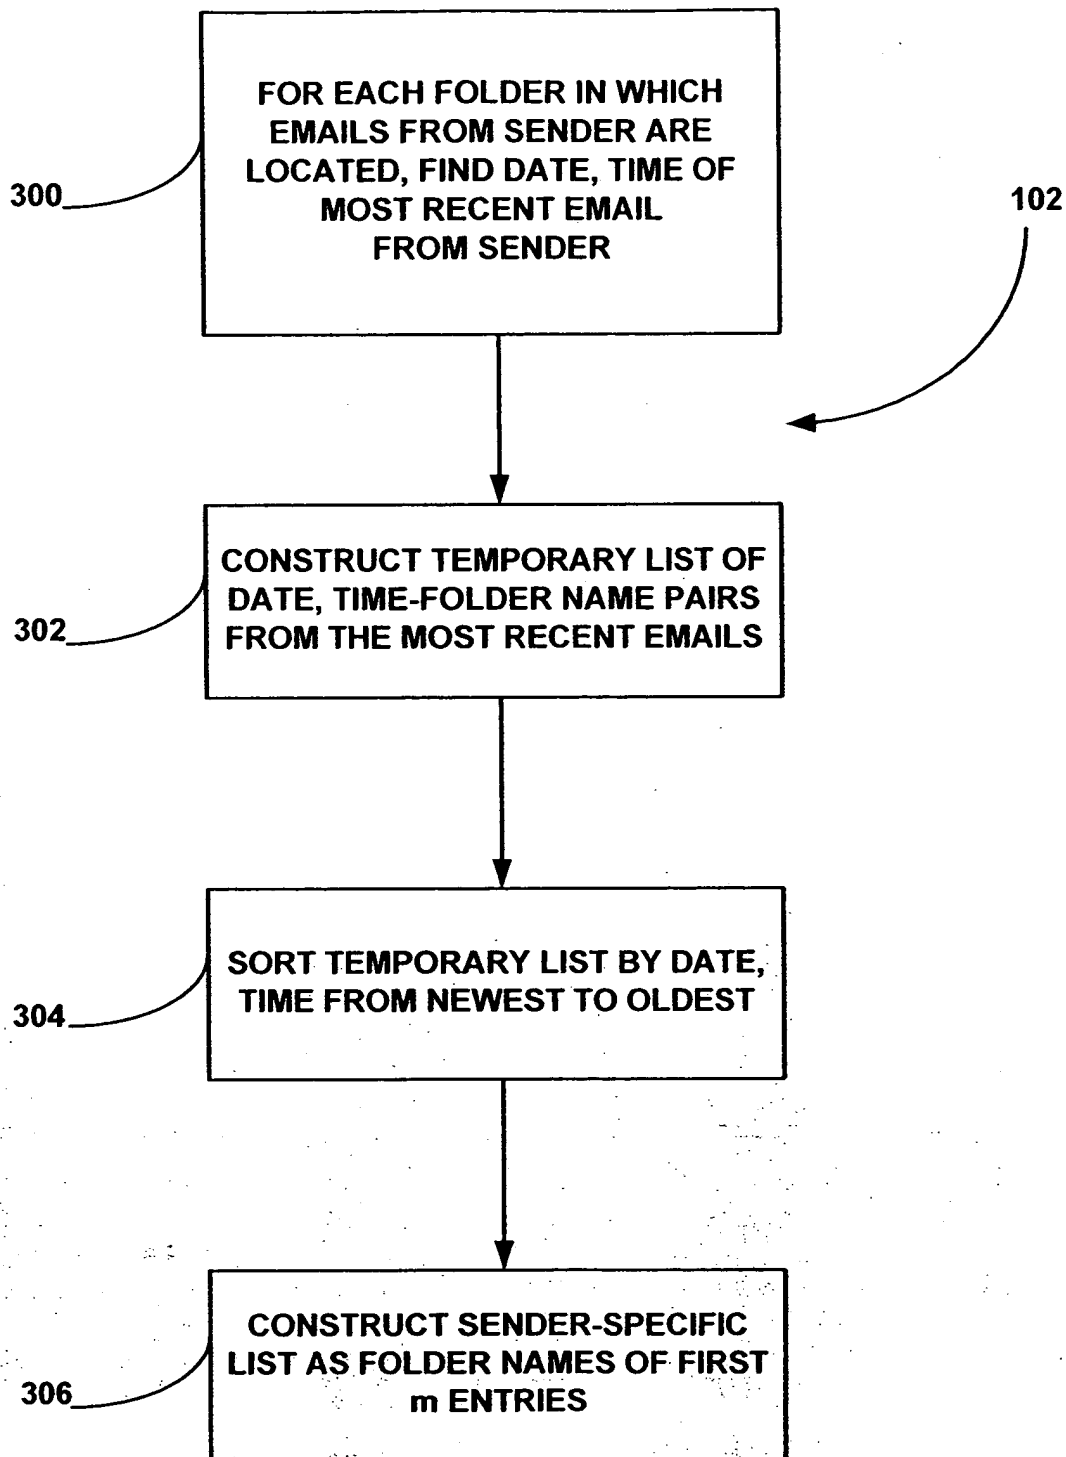 FOR EACH FOLDER IN WHICH
EMAILS FROM SENDER ARE
LOCATED, FIND DATE, TIME OF
MOST RECENT EMAIL
FROM SENDER
300
102
CONSTRUCT TEMPORARY LIST OF
DATE, TIME-FOLDER NAME PAIRS
FROM THE MOST RECENT EMAILS
302
SORT TEMPORARY LIST BY DATE,
TIME FROM NEWEST TO OLDEST
304
CONSTRUCT SENDER-SPECIFIC
LIST AS FOLDER NAMES OF FIRST
m ENTRIES
306